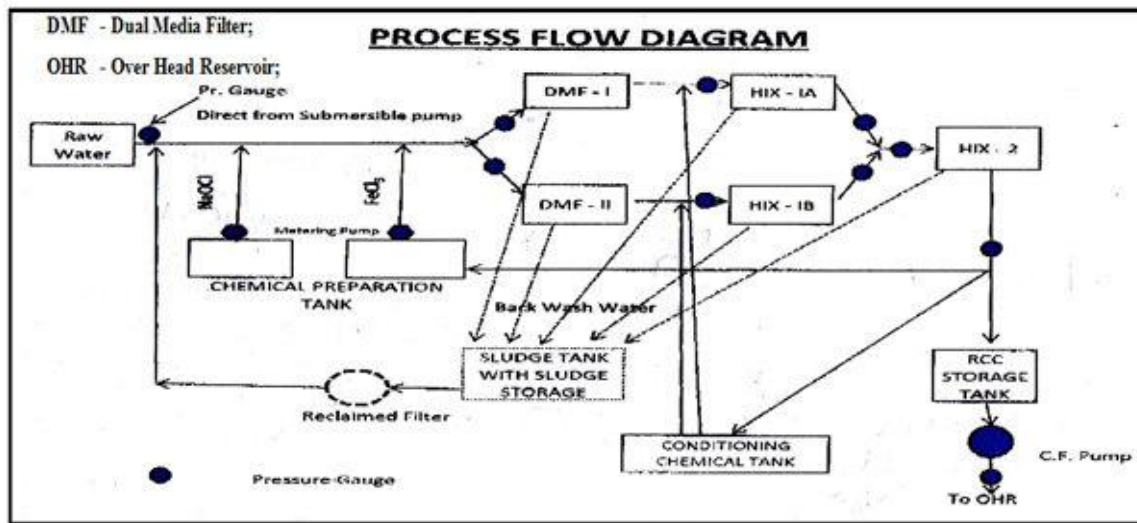 DMF - Dual Media Filter;
PROCESS FLOW DIAGRAM
OHR - Over Head Reservoir;
Pr. Gauge
Direct from Submersible pump
Raw
Water
DMF - I
HIX - IA
HIX - 2
NaOCl
FeCl3
DMF - II
HIX - IB
Metering Pump
CHEMICAL PREPARATION
TANK
Back Wash Water
SLUDGE TANK
WITH SLUDGE
STORAGE
RCC
STORAGE
TANK
Reclaimed Filter
CONDITIONING
CHEMICAL TANK
C.F. Pump
Pressure-Gauge
To OHR